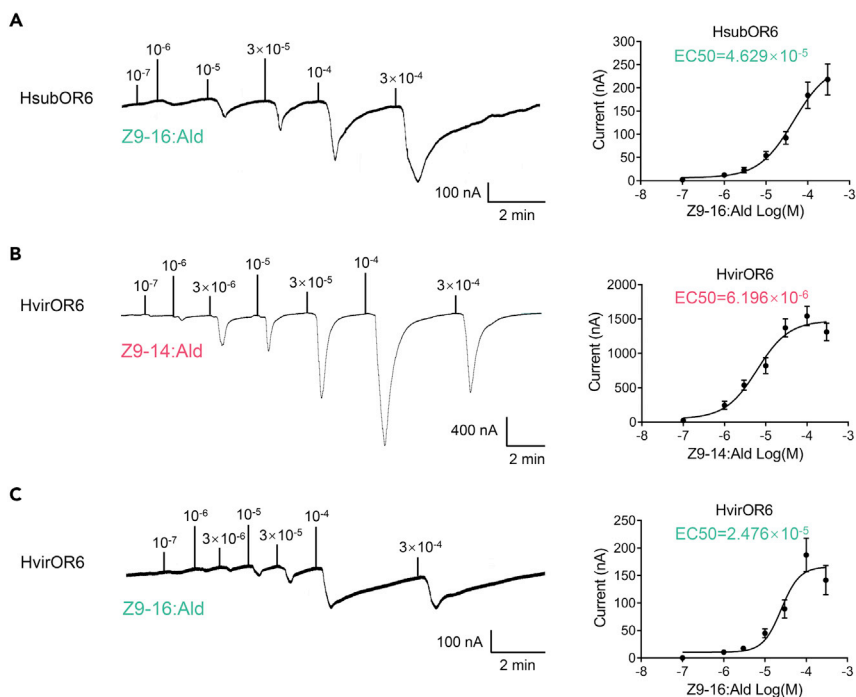 A
HsubOR6
10⁻⁷
10⁻⁶
10⁻⁵
3×10⁻⁵
10⁻⁴
3×10⁻⁴
Z9-16:Ald
100 nA
2 min
HsubOR6
EC50=4.629×10⁻⁵
Current (nA)
300
250
200
150
100
50
0
-8 -7 -6 -5 -4 -3
Z9-16:Ald Log(M)
B
HvirOR6
10⁻⁷
10⁻⁶
3×10⁻⁶
10⁻⁵
3×10⁻⁵
10⁻⁴
3×10⁻⁴
Z9-14:Ald
400 nA
2 min
HvirOR6
EC50=6.196×10⁻⁶
Current (nA)
2000
1500
1000
500
0
-8 -7 -6 -5 -4 -3
Z9-14:Ald Log(M)
C
HvirOR6
10⁻⁷
10⁻⁶
3×10⁻⁶
10⁻⁵
3×10⁻⁵
10⁻⁴
3×10⁻⁴
Z9-16:Ald
100 nA
2 min
HvirOR6
EC50=2.476×10⁻⁵
Current (nA)
250
200
150
100
50
0
-8 -7 -6 -5 -4 -3
Z9-16:Ald Log(M)